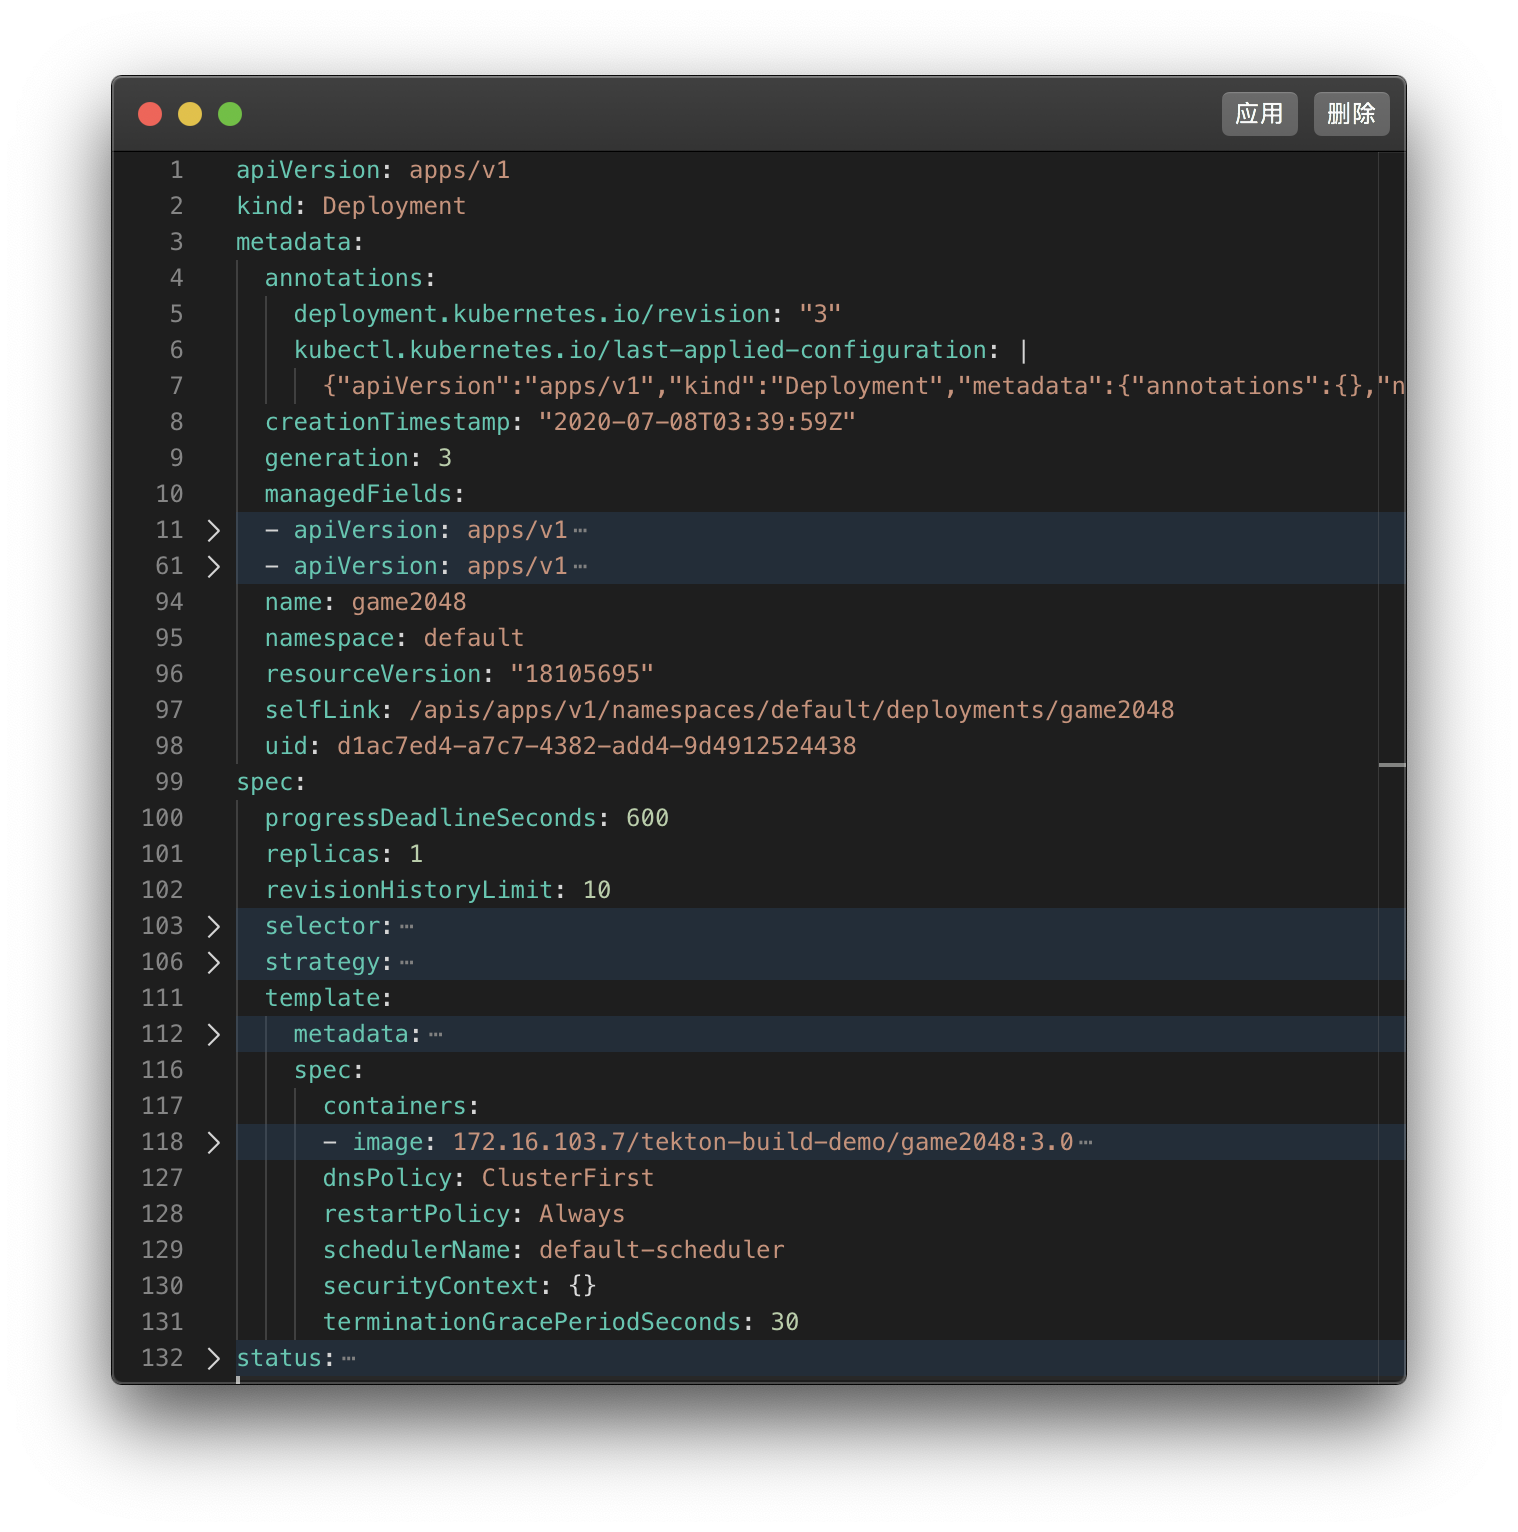 应用 删除
1 apiVersion: apps/v1
2 kind: Deployment
3 metadata:
4 annotations:
5 deployment.kubernetes.io/revision: "3"
6 kubectl.kubernetes.io/last-applied-configuration: |
7 {"apiVersion":"apps/v1","kind":"Deployment","metadata":{"annotations":{},"n
8 creationTimestamp: "2020-07-08T03:39:59Z"
9 generation: 3
10 managedFields:
11 - apiVersion: apps/v1…
61 - apiVersion: apps/v1…
94 name: game2048
95 namespace: default
96 resourceVersion: "18105695"
97 selfLink: /apis/apps/v1/namespaces/default/deployments/game2048
98 uid: d1ac7ed4-a7c7-4382-add4-9d4912524438
99 spec:
100 progressDeadlineSeconds: 600
101 replicas: 1
102 revisionHistoryLimit: 10
103 selector:…
106 strategy:…
111 template:
112 metadata:…
116 spec:
117 containers:
118 - image: 172.16.103.7/tekton-build-demo/game2048:3.0…
127 dnsPolicy: ClusterFirst
128 restartPolicy: Always
129 schedulerName: default-scheduler
130 securityContext: {}
131 terminationGracePeriodSeconds: 30
132 status:…